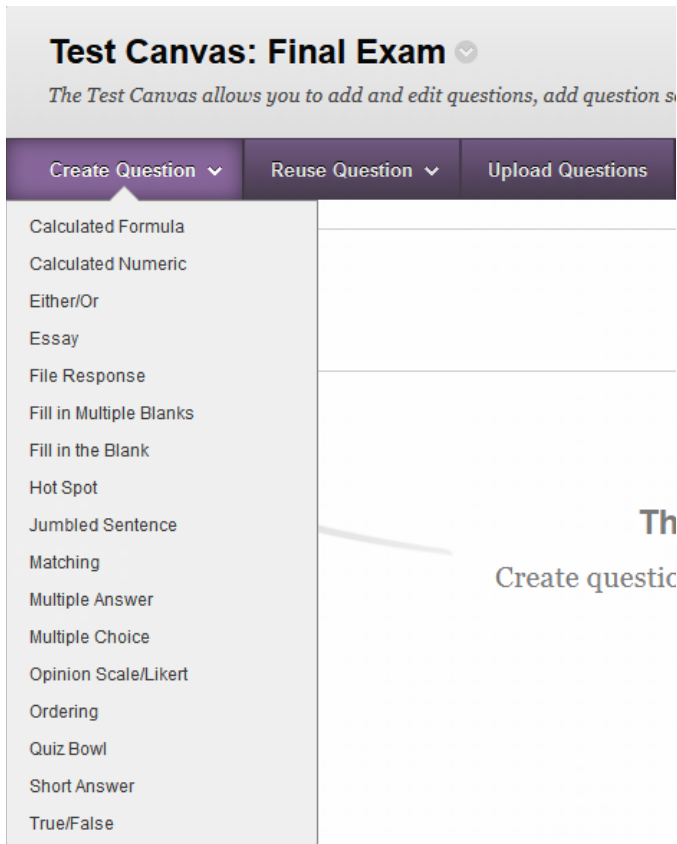 Test Canvas: Final Exam
The Test Canvas allows you to add and edit questions, add question
Create Question
Reuse Question
Upload Questions
Calculated Formula
Calculated Numeric
Either/Or
Essay
File Response
Fill in Multiple Blanks
Fill in the Blank
Hot Spot
Jumbled Sentence
Matching
Multiple Answer
Multiple Choice
Opinion Scale/Likert
Ordering
Quiz Bowl
Short Answer
True/False
Th
Create questio